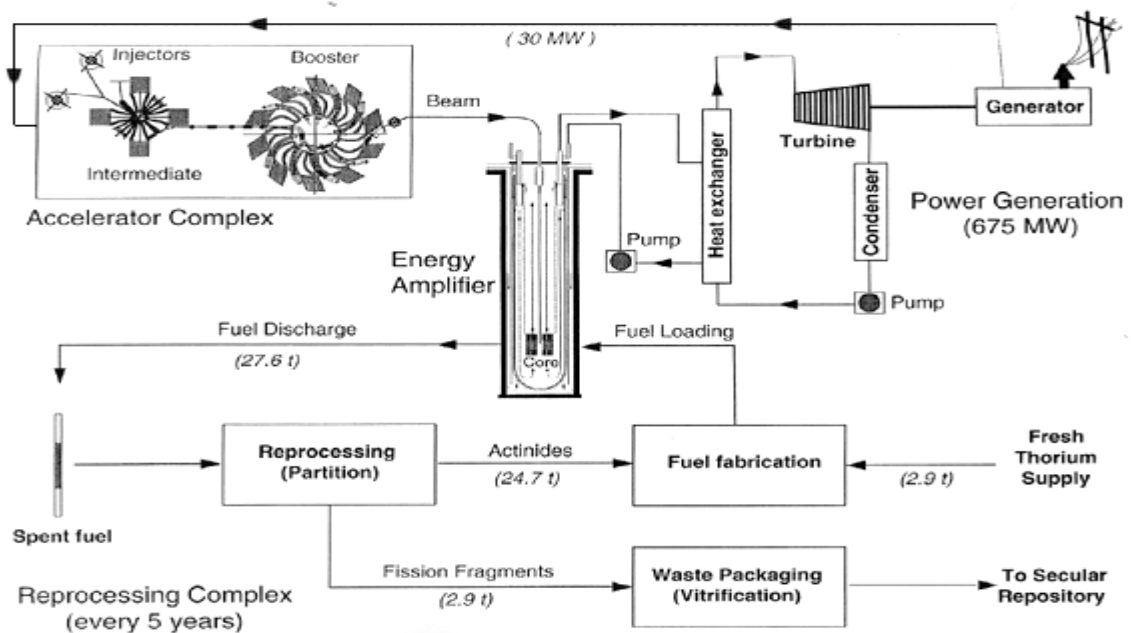 ( 30 MW )
Injectors
Booster
Intermediate
Accelerator Complex
Beam
Heat exchanger
Turbine
Generator
Condenser
Power Generation
(675 MW)
Pump
Pump
Energy
Amplifier
Core
Fuel Discharge
(27.6 t)
Fuel Loading
Spent fuel
Reprocessing
(Partition)
Actinides
(24.7 t)
Fuel fabrication
(2.9 t)
Fresh
Thorium
Supply
Fission Fragments
(2.9 t)
Waste Packaging
(Vitrification)
To Secular
Repository
Reprocessing Complex
(every 5 years)